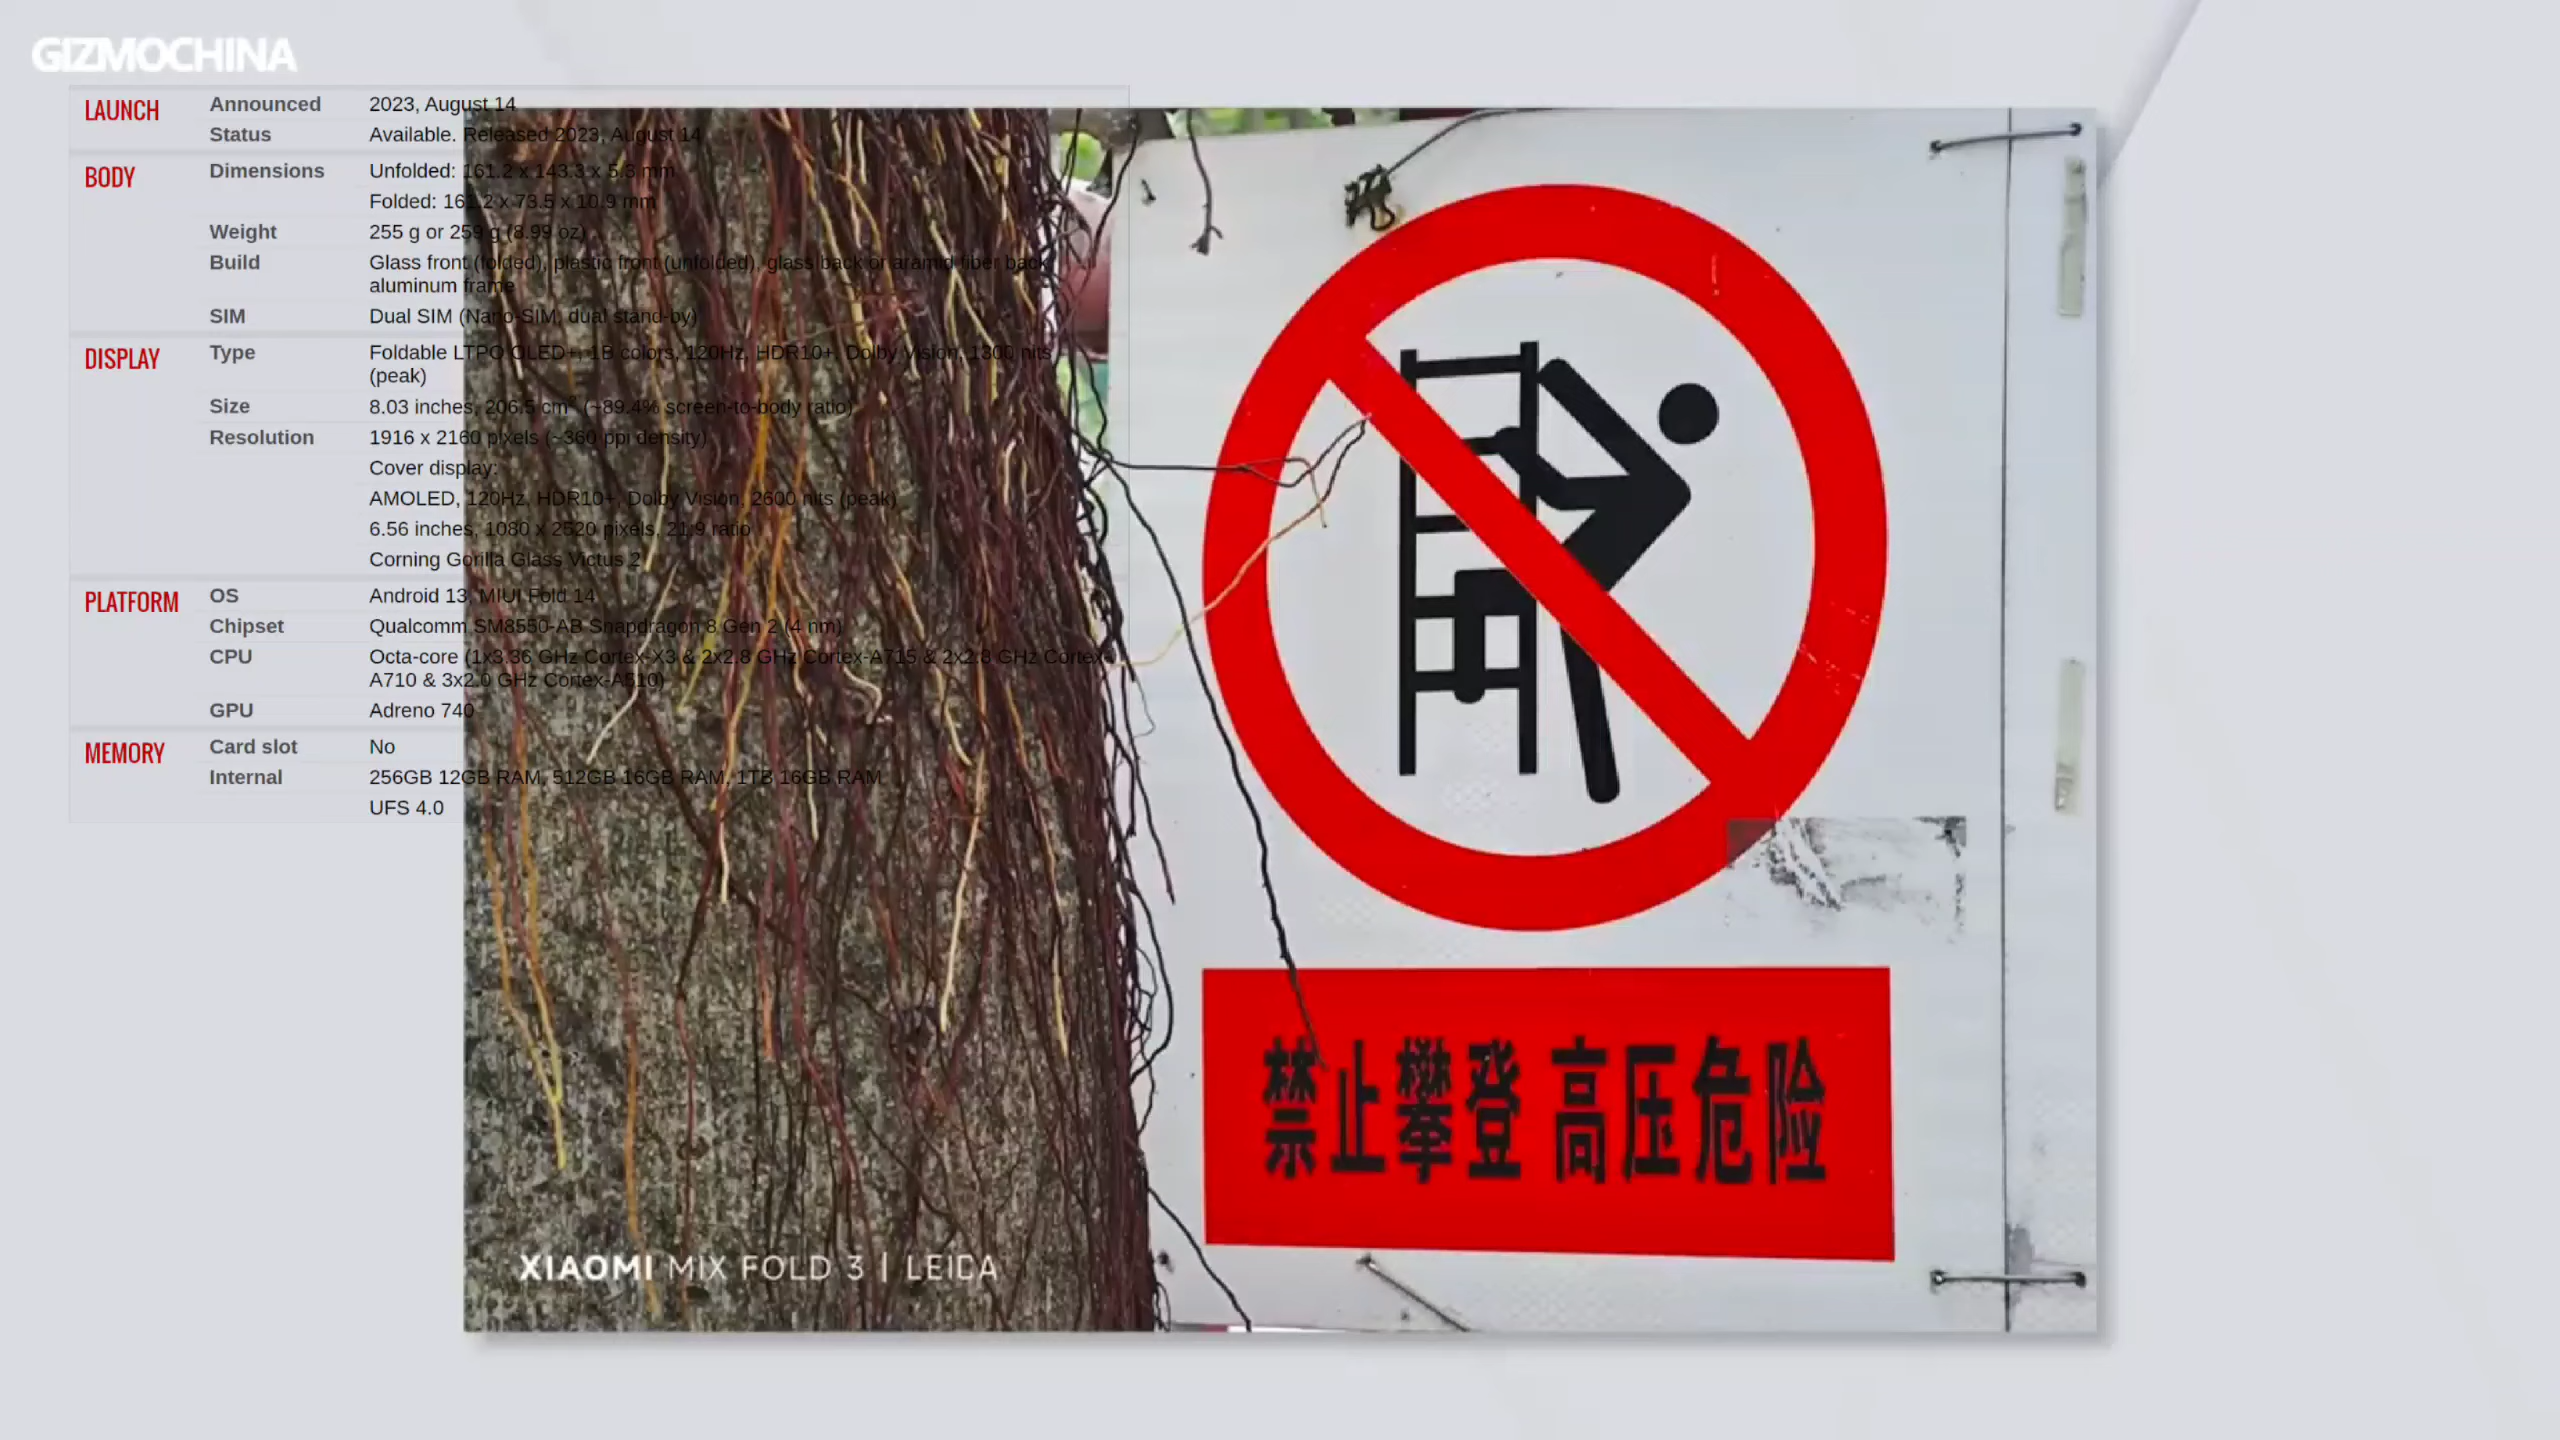 GIZMOCHINA
LAUNCH Announced 2023, August 14
Status Available. Released 2023, August 14
BODY Dimensions Unfolded: 161.2 x 143.3 x 5.3 mm
Folded: 161.2 x 73.5 x 10.9 mm
Weight 255 g or 259 g (8.99 oz)
Build Glass front (folded), plastic front (unfolded), glass back or aramid fiber back,
aluminum frame
SIM Dual SIM (Nano-SIM, dual stand-by)
DISPLAY Type Foldable LTPO OLED+, 1B colors, 120Hz, HDR10+, Dolby Vision, 1300 nits
(peak)
Size 8.03 inches, 206.5 cm² (~89.4% screen-to-body ratio)
Resolution 1916 x 2160 pixels (~360 ppi density)
Cover display:
AMOLED, 120Hz, HDR10+, Dolby Vision, 2600 nits (peak)
6.56 inches, 1080 x 2520 pixels, 21:9 ratio
Corning Gorilla Glass Victus 2
PLATFORM OS Android 13, MIUI Fold 14
Chipset Qualcomm SM8550-AB Snapdragon 8 Gen 2 (4 nm)
CPU Octa-core (1x3.36 GHz Cortex-X3 & 2x2.8 GHz Cortex-A715 & 2x2.8 GHz Cortex-
A710 & 3x2.0 GHz Cortex-A510)
GPU Adreno 740
MEMORY Card slot No
Internal 256GB 12GB RAM, 512GB 16GB RAM, 1TB 16GB RAM
UFS 4.0
禁止攀登 高压危险
XIAOMI MIX FOLD 3 | LEICA